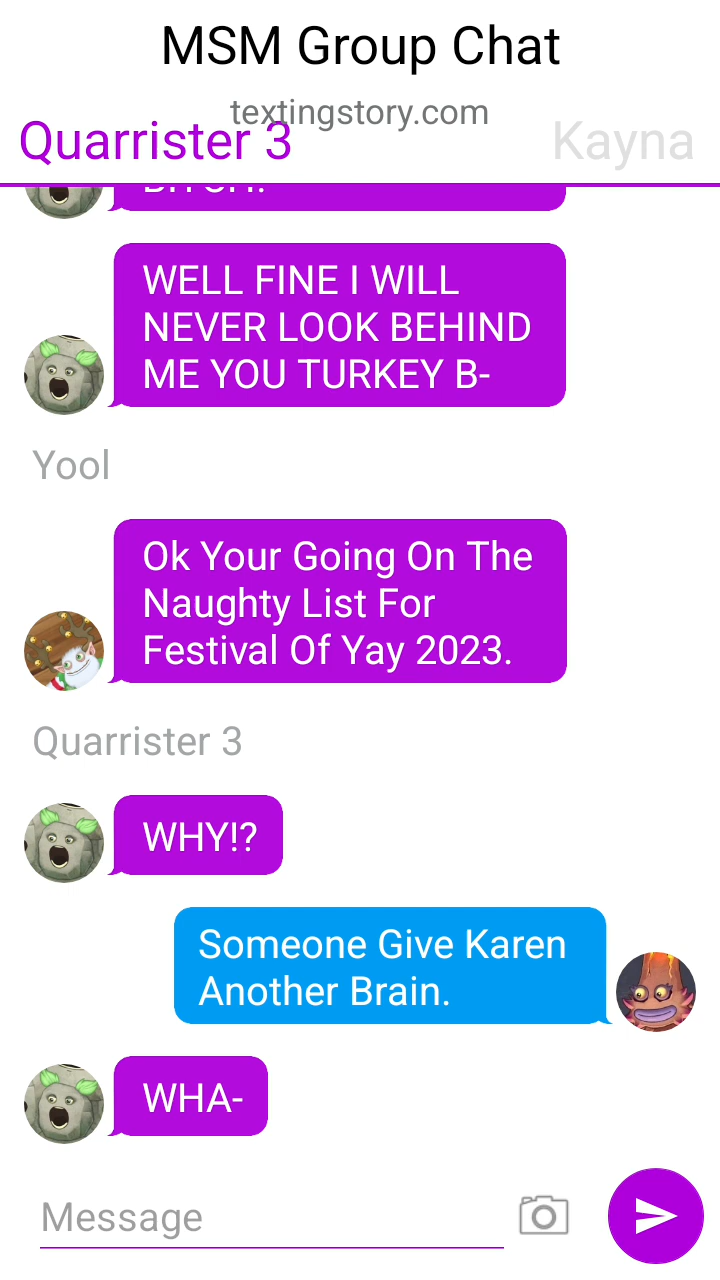 MSM Group Chat
textingstory.com
Quarrister 3
Kayna
WELL FINE I WILL
NEVER LOOK BEHIND
ME YOU TURKEY B-
Yool
Ok Your Going On The
Naughty List For
Festival Of Yay 2023.
Quarrister 3
WHY!?
Someone Give Karen
Another Brain.
WHA-
Message